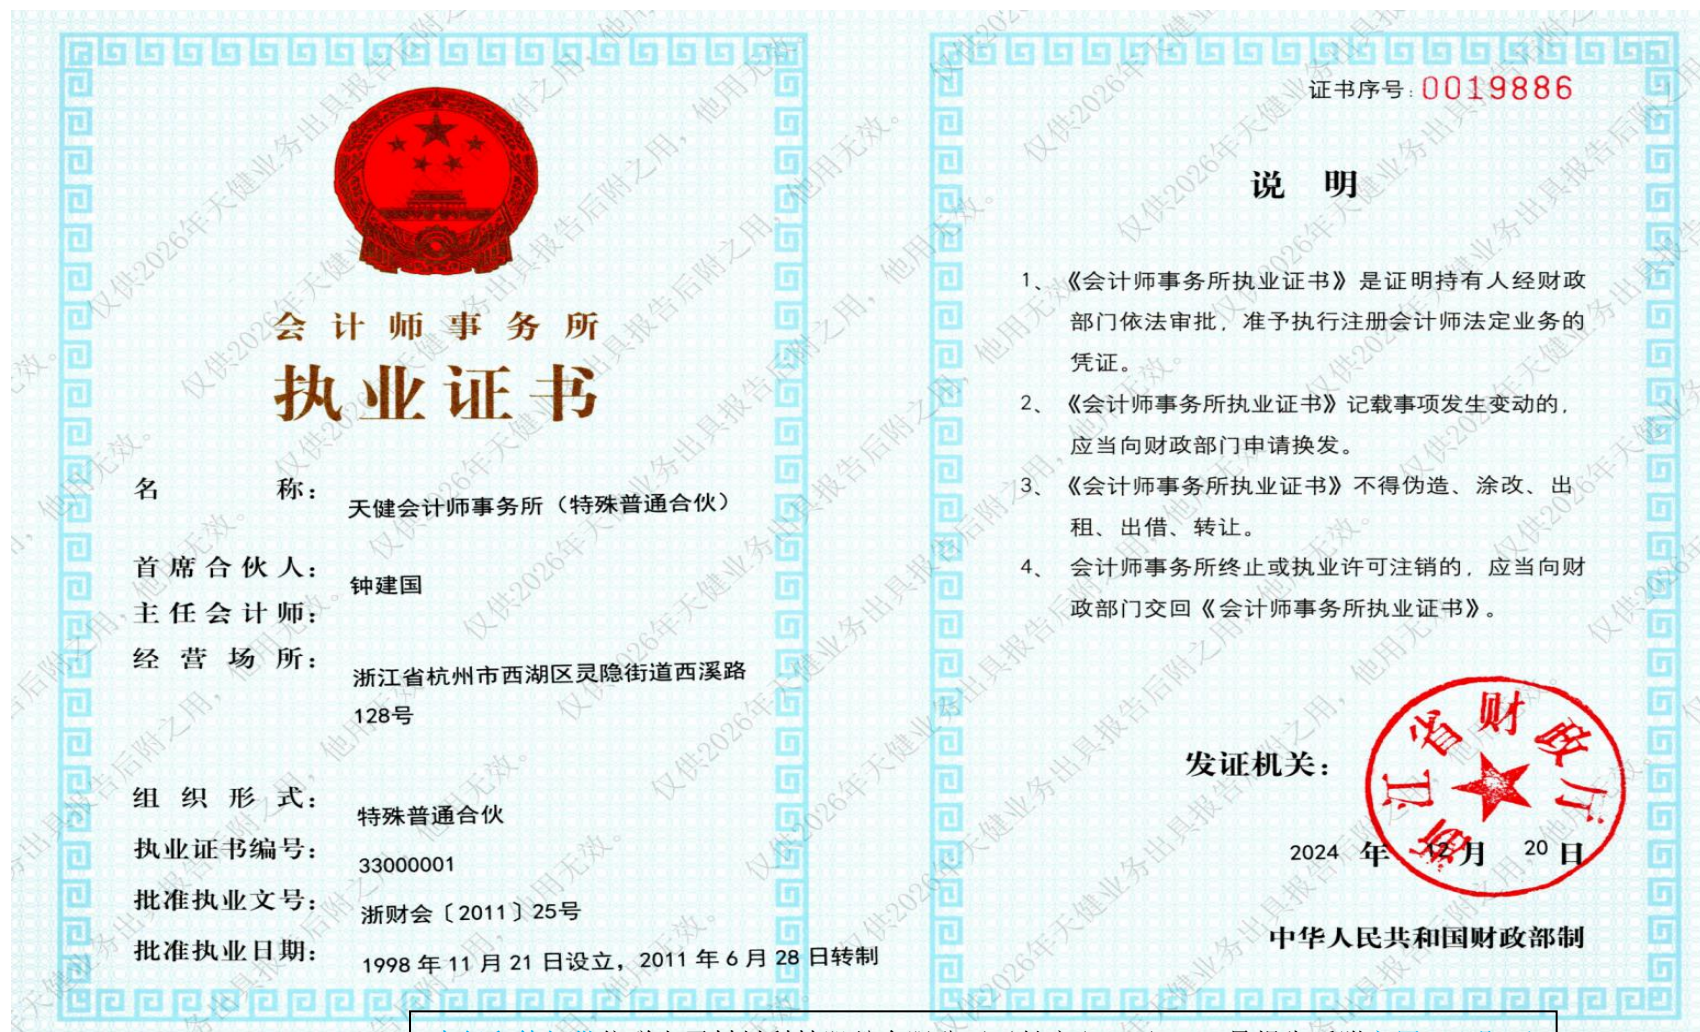 会计师事务所
执业证书
名称：天健会计师事务所（特殊普通合伙）
首席合伙人：钟建国
主任会计师：
经营场所：浙江省杭州市西湖区灵隐街道西溪路
128号
组织形式：特殊普通合伙
执业证书编号：33000001
批准执业文号：浙财会〔2011〕25号
批准执业日期：1998年11月21日设立，2011年6月28日转制
证书序号：0019886
说明
1、《会计师事务所执业证书》是证明持有人经财政
部门依法审批，准予执行注册会计师法定业务的
凭证。
2、《会计师事务所执业证书》记载事项发生变动的，
应当向财政部门申请换发。
3、《会计师事务所执业证书》不得伪造、涂改、出
租、出借、转让。
4、会计师事务所终止或执业许可注销的，应当向财
政部门交回《会计师事务所执业证书》。
发证机关：
浙江省财政厅
2024年12月20日
中华人民共和国财政部制
仅供2026年天健业务出具报告后附之用，他用无效。